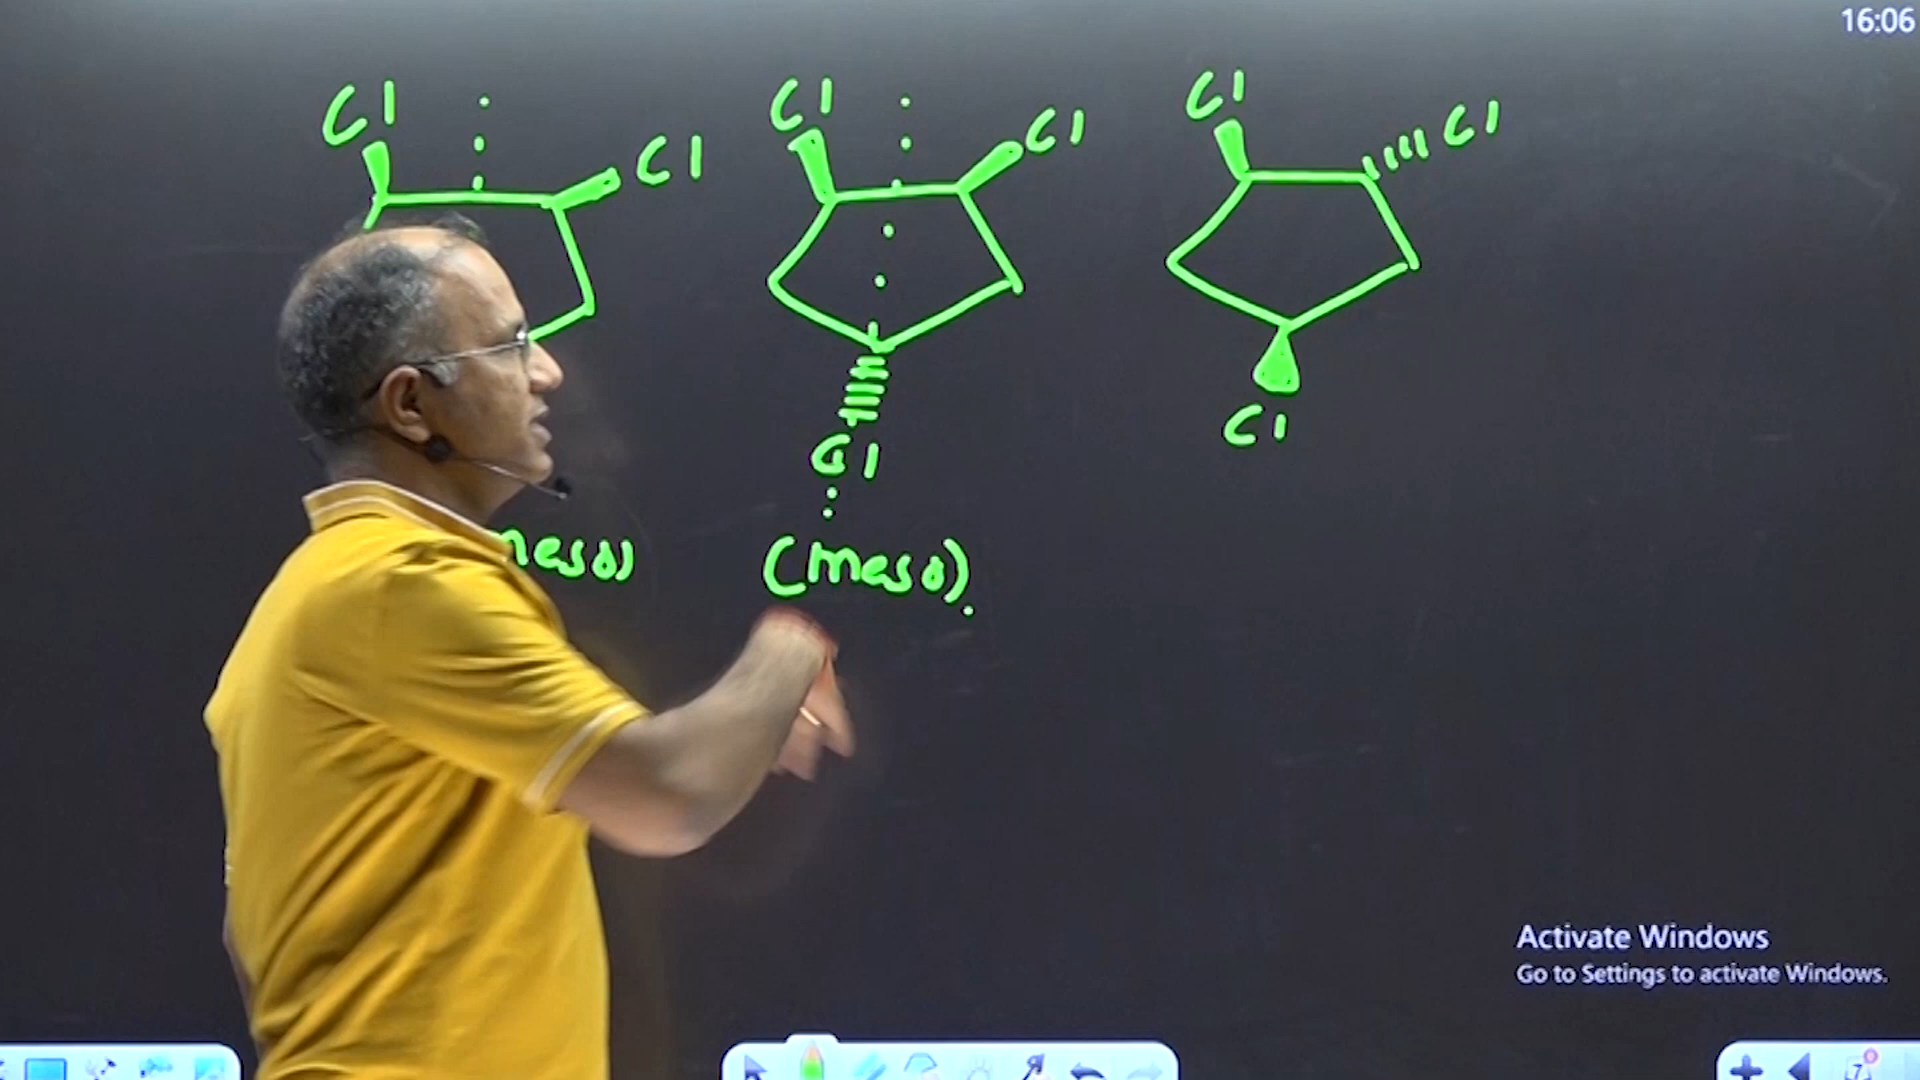 16:06
Cl Cl Cl Cl Cl Cl
Cl Cl
meso) (meso).
Activate Windows
Go to Settings to activate Windows.